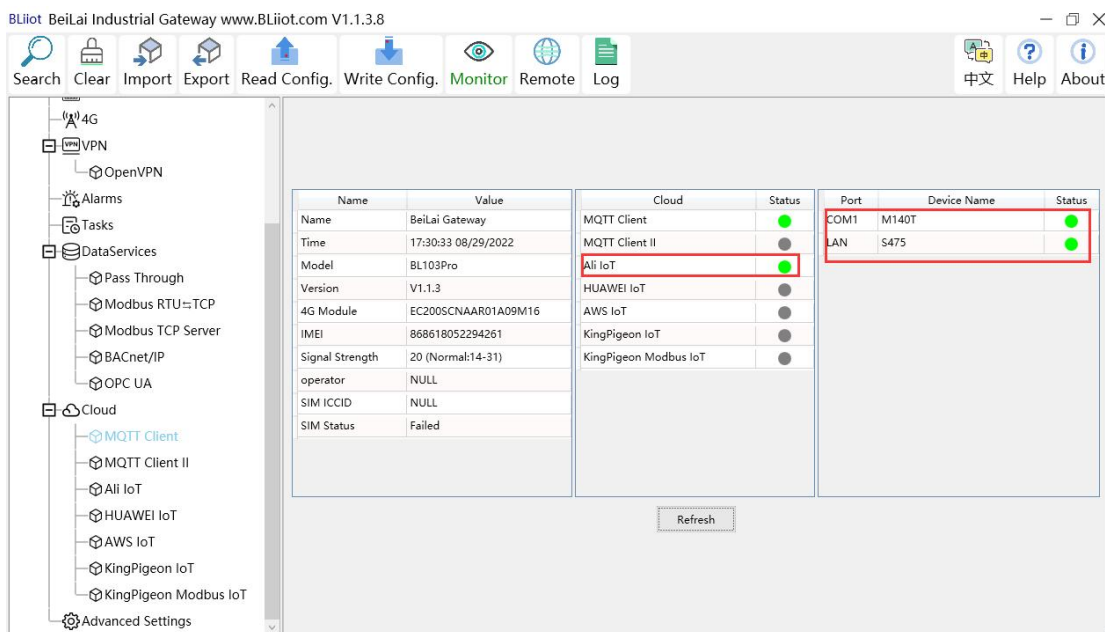 BLiiot BeiLai Industrial Gateway www.BLiiot.com V1.1.3.8
Search Clear Import Export Read Config. Write Config. Monitor Remote Log 中文 Help About
4G
VPN
OpenVPN
Alarms
Tasks
DataServices
Pass Through
Modbus RTU⇆TCP
Modbus TCP Server
BACnet/IP
OPC UA
Cloud
MQTT Client
MQTT Client II
Ali IoT
HUAWEI IoT
AWS IoT
KingPigeon IoT
KingPigeon Modbus IoT
Advanced Settings
Name Value
Name BeiLai Gateway
Time 17:30:33 08/29/2022
Model BL103Pro
Version V1.1.3
4G Module EC200SCNAAR01A09M16
IMEI 868618052294261
Signal Strength 20 (Normal:14-31)
operator NULL
SIM ICCID NULL
SIM Status Failed
Cloud Status
MQTT Client
MQTT Client II
Ali IoT
HUAWEI IoT
AWS IoT
KingPigeon IoT
KingPigeon Modbus IoT
Port Device Name Status
COM1 M140T
LAN S475
Refresh